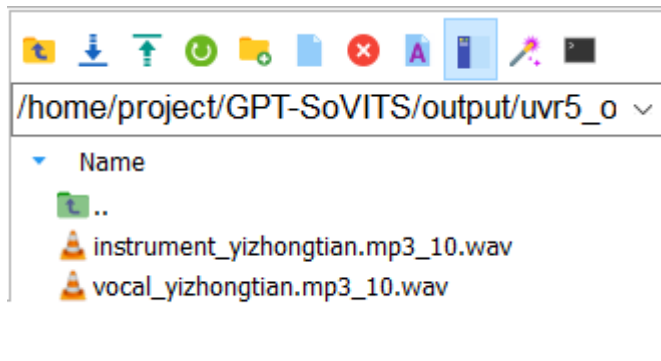 /home/project/GPT-SoVITS/output/uvr5_o
Name
..
instrument_yizhongtian.mp3_10.wav
vocal_yizhongtian.mp3_10.wav